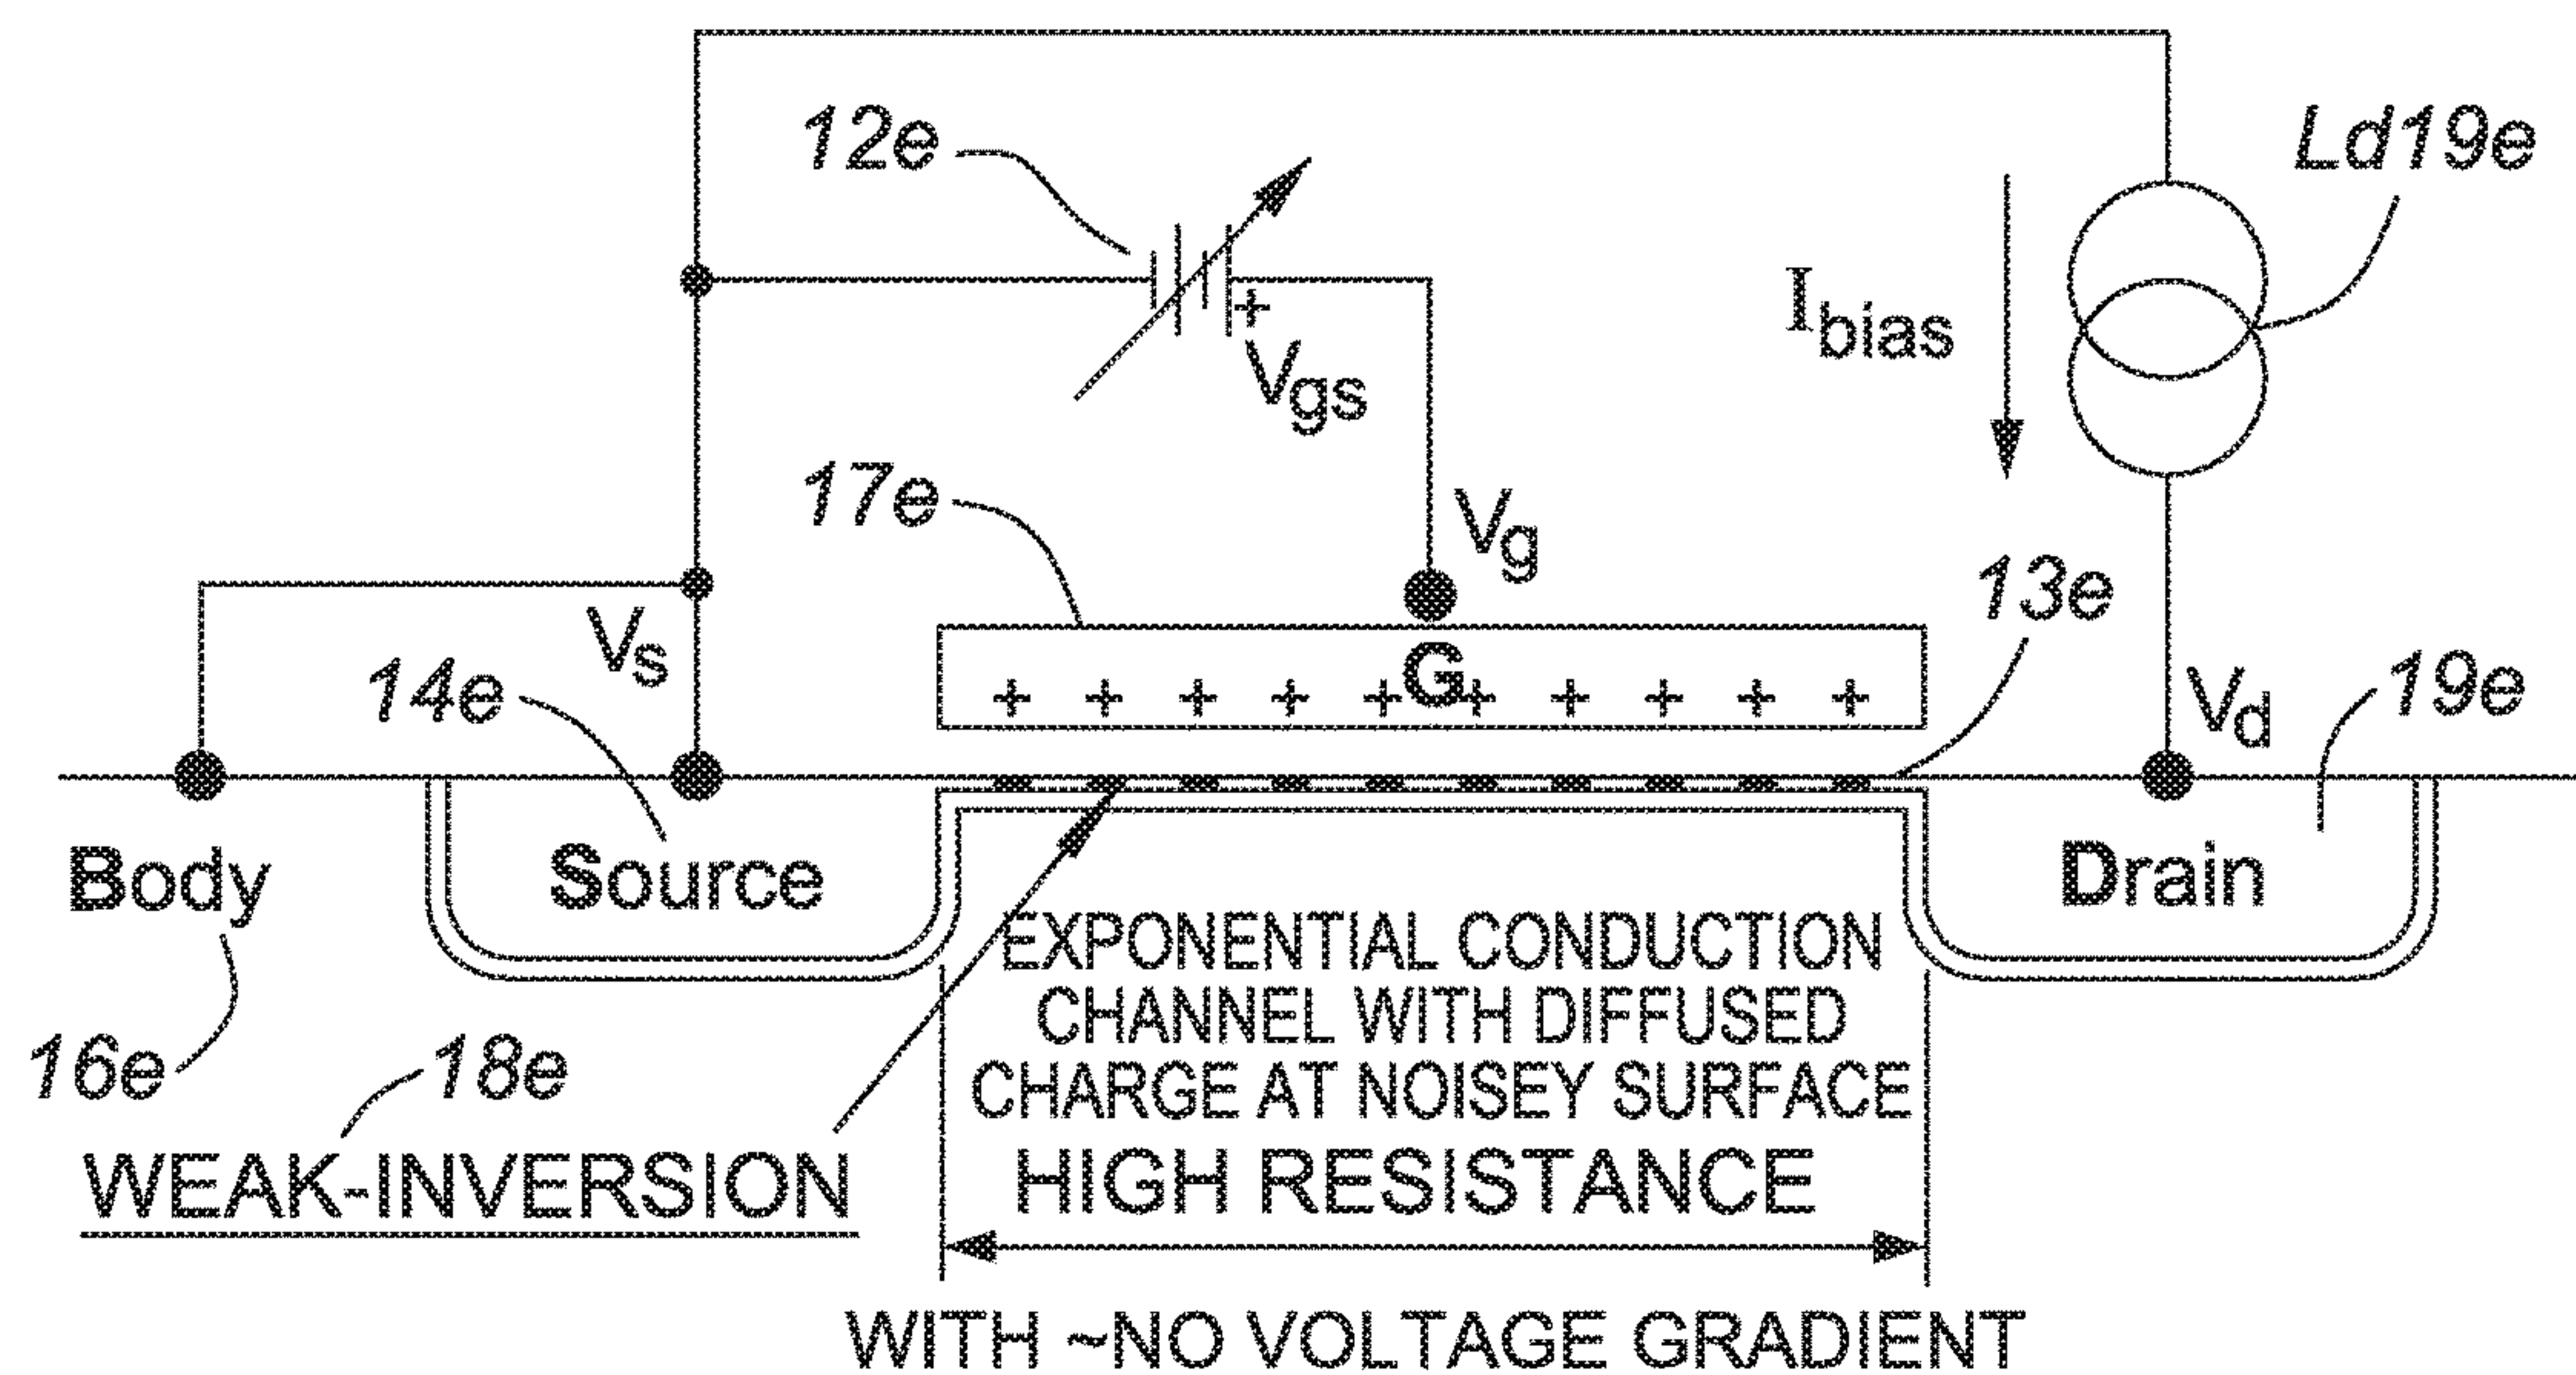 12e
Ld19e
I bias
+
Vgs
17e
Vg
13e
Vs
14e
G
+ + + + + + + + + +
Vd
19e
Body
Source
Drain
EXPONENTIAL CONDUCTION
CHANNEL WITH DIFFUSED
CHARGE AT NOISEY SURFACE
HIGH RESISTANCE
16e
18e
WEAK-INVERSION
WITH ~NO VOLTAGE GRADIENT